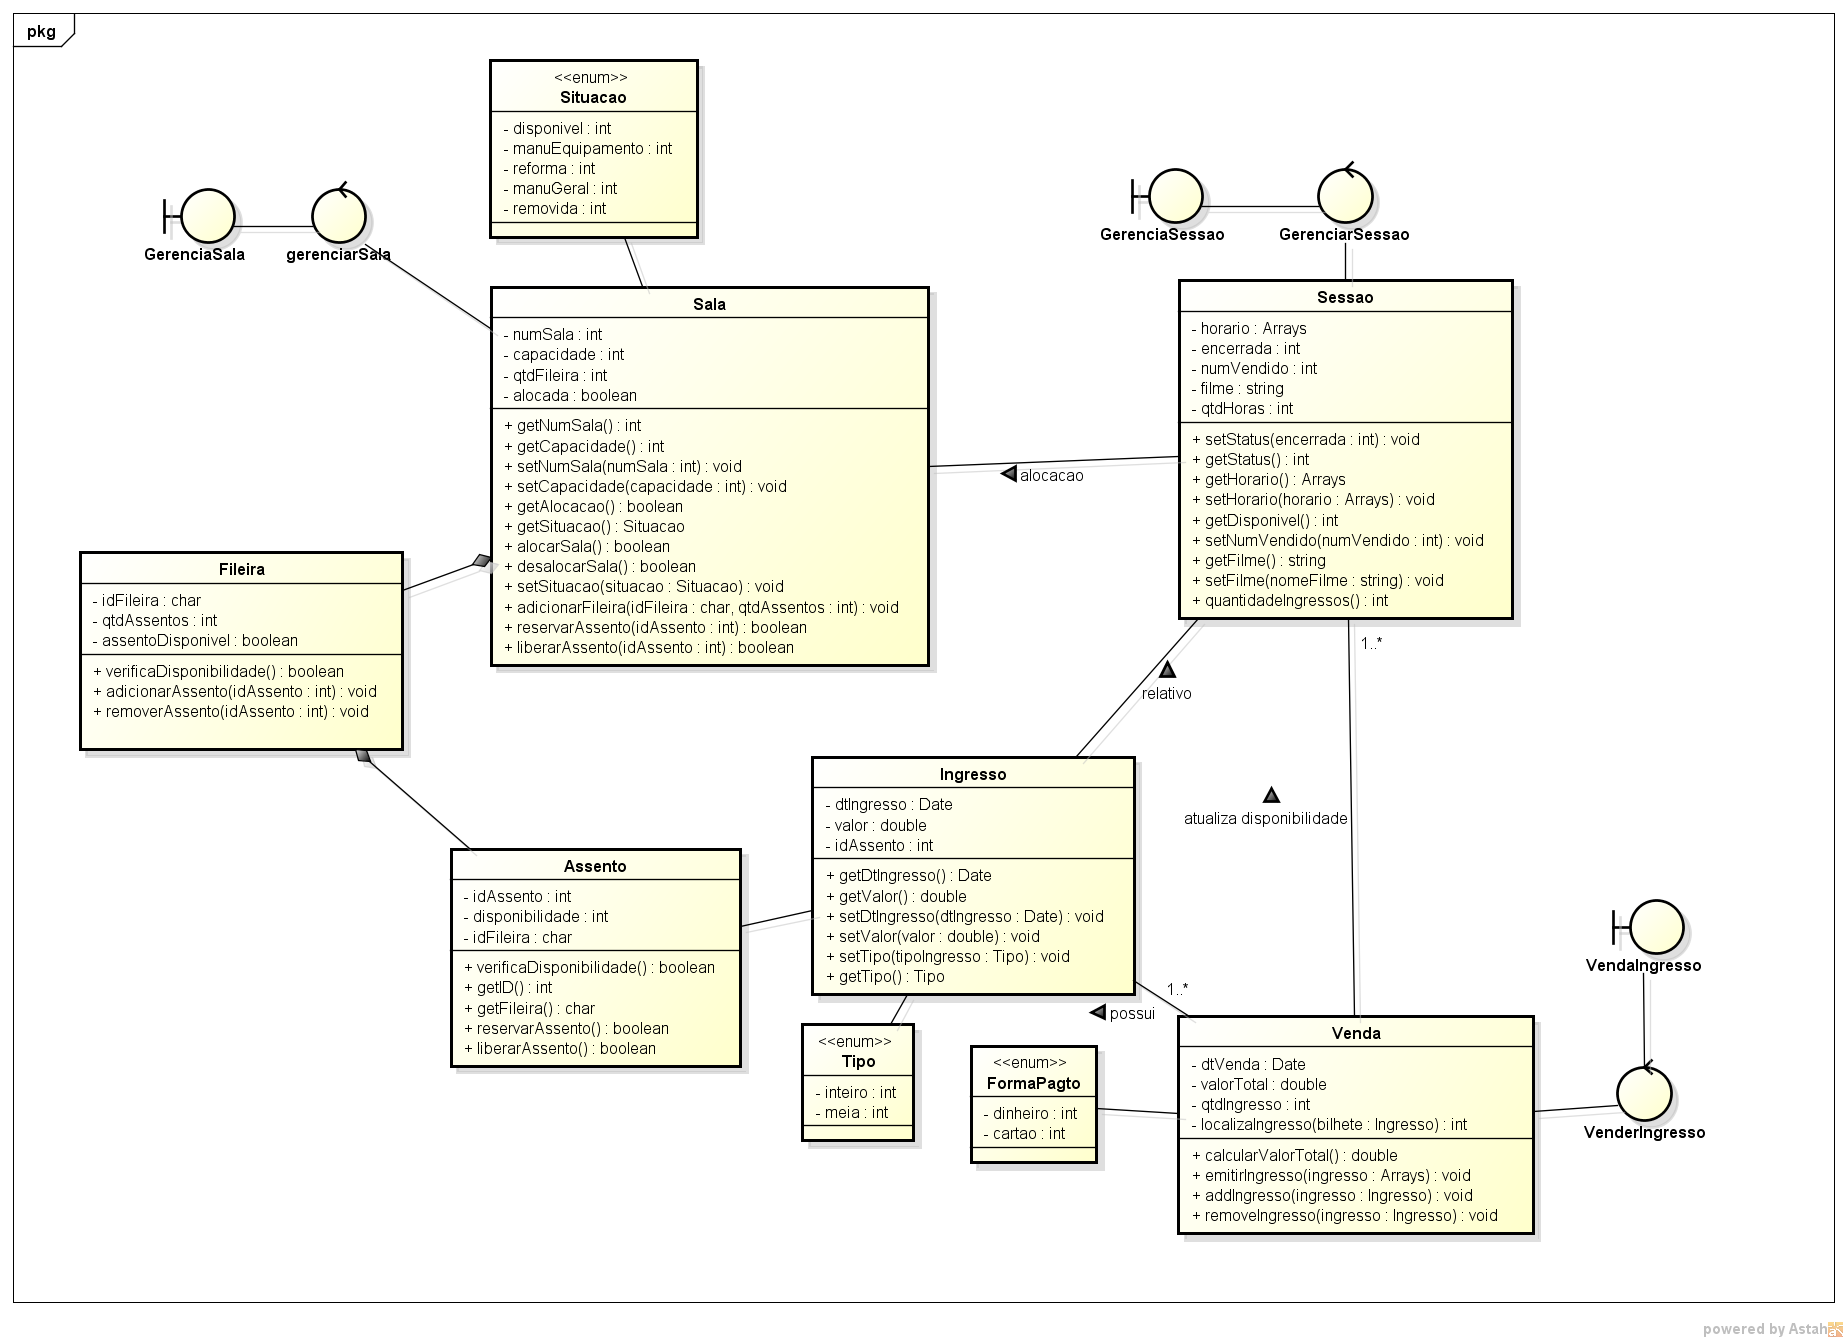 pkg
<<enum>>
Situacao
- disponivel : int
- manuEquipamento : int
- reforma : int
- manuGeral : int
- removida : int
GerenciaSala
gerenciarSala
GerenciaSessao
GerenciarSessao
Sala
- numSala : int
- capacidade : int
- qtdFileira : int
- alocada : boolean
+ getNumSala() : int
+ getCapacidade() : int
+ setNumSala(numSala : int) : void
+ setCapacidade(capacidade : int) : void
+ getAlocacao() : boolean
+ getSituacao() : Situacao
+ alocarSala() : boolean
+ desalocarSala() : boolean
+ setSituacao(situacao : Situacao) : void
+ adicionarFileira(idFileira : char, qtdAssentos : int) : void
+ reservarAssento(idAssento : int) : boolean
+ liberarAssento(idAssento : int) : boolean
Sessao
- horario : Arrays
- encerrada : int
- numVendido : int
- filme : string
- qtdHoras : int
+ setStatus(encerrada : int) : void
+ getStatus() : int
+ getHorario() : Arrays
+ setHorario(horario : Arrays) : void
+ getDisponivel() : int
+ setNumVendido(numVendido : int) : void
+ getFilme() : string
+ setFilme(nomeFilme : string) : void
+ quantidadeIngressos() : int
alocacao
Fileira
- idFileira : char
- qtdAssentos : int
- assentoDisponivel : boolean
+ verificaDisponibilidade() : boolean
+ adicionarAssento(idAssento : int) : void
+ removerAssento(idAssento : int) : void
1..*
relativo
atualiza disponibilidade
Ingresso
- dtIngresso : Date
- valor : double
- idAssento : int
+ getDtIngresso() : Date
+ getValor() : double
+ setDtIngresso(dtIngresso : Date) : void
+ setValor(valor : double) : void
+ setTipo(tipoIngresso : Tipo) : void
+ getTipo() : Tipo
Assento
- idAssento : int
- disponibilidade : int
- idFileira : char
+ verificaDisponibilidade() : boolean
+ getID() : int
+ getFileira() : char
+ reservarAssento() : boolean
+ liberarAssento() : boolean
VendaIngresso
1..*
possui
<<enum>>
Tipo
- inteiro : int
- meia : int
<<enum>>
FormaPagto
- dinheiro : int
- cartao : int
Venda
- dtVenda : Date
- valorTotal : double
- qtdIngresso : int
- localizaIngresso(bilhete : Ingresso) : int
+ calcularValorTotal() : double
+ emitirIngresso(ingresso : Arrays) : void
+ addIngresso(ingresso : Ingresso) : void
+ removeIngresso(ingresso : Ingresso) : void
VenderIngresso
powered by Astah